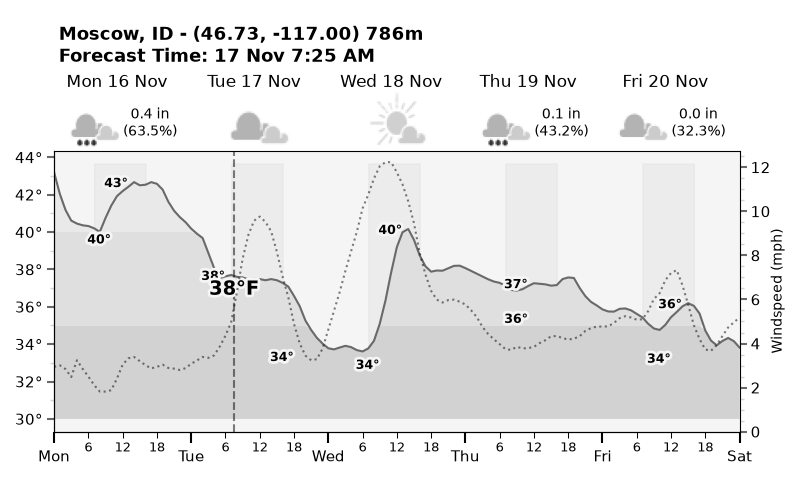 Moscow, ID - (46.73, -117.00) 786m
Forecast Time: 17 Nov 7:25 AM
Mon 16 Nov
Tue 17 Nov
Wed 18 Nov
Thu 19 Nov
Fri 20 Nov
0.4 in
(63.5%)
0.1 in
(43.2%)
0.0 in
(32.3%)
44°
42°
40°
38°
36°
34°
32°
30°
43°
40°
38°
38°F
34°
40°
34°
37°
36°
36°
34°
12
10
8
6
4
2
0
Windspeed (mph)
6 12 18 6 12 18 6 12 18 6 12 18 6 12 18
Mon Tue Wed Thu Fri Sat